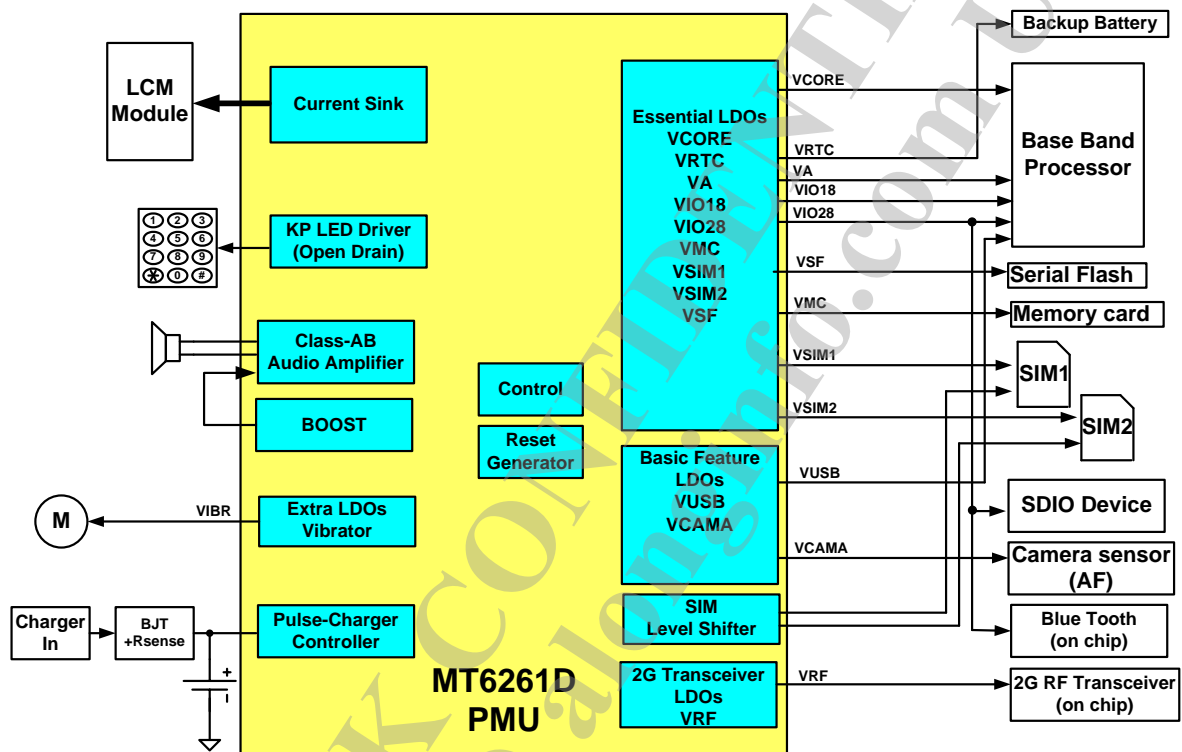 LCM
Module
Current Sink
1 2 3
4 5 6
7 8 9
* 0 #
KP LED Driver
(Open Drain)
Class-AB
Audio Amplifier
BOOST
M
VIBR
Extra LDOs
Vibrator
Charger
In
BJT
+Rsense
Pulse-Charger
Controller
+
-
Control
Reset
Generator
MT6261D
PMU
Essential LDOs
VCORE
VRTC
VA
VIO18
VIO28
VMC
VSIM1
VSIM2
VSF
Basic Feature
LDOs
VUSB
VCAMA
SIM
Level Shifter
2G Transceiver
LDOs
VRF
VCORE
VRTC
VA
VIO18
VIO28
VSF
VMC
VSIM1
VSIM2
VUSB
VCAMA
VRF
Backup Battery
Base Band
Processor
Serial Flash
Memory card
SIM1
SIM2
SDIO Device
Camera sensor
(AF)
Blue Tooth
(on chip)
2G RF Transceiver
(on chip)
K CONFIDENTI
alonginfo.com U